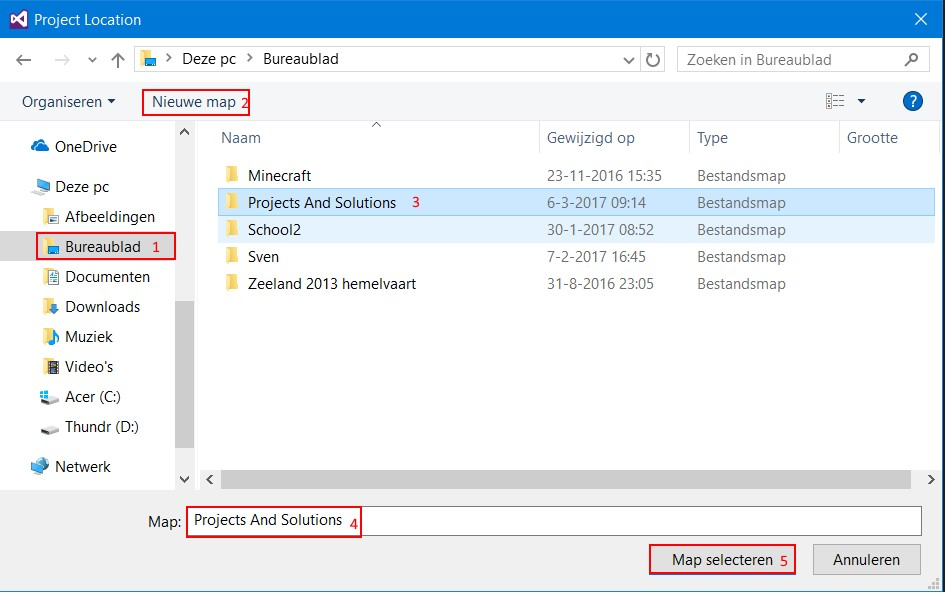 Project Location
Deze pc
Bureaublad
Zoeken in Bureaublad
Organiseren
Nieuwe map 2
?
Naam
Gewijzigd op
Type
Grootte
OneDrive
Deze pc
Afbeeldingen
Bureaublad 1
Documenten
Downloads
Muziek
Video's
Acer (C:)
Thundr (D:)
Netwerk
Minecraft 23-11-2016 15:35 Bestandsmap
Projects And Solutions 3 6-3-2017 09:14 Bestandsmap
School2 30-1-2017 08:52 Bestandsmap
Sven 7-2-2017 16:45 Bestandsmap
Zeeland 2013 hemelvaart 31-8-2016 23:05 Bestandsmap
Map: Projects And Solutions 4
Map selecteren 5
Annuleren